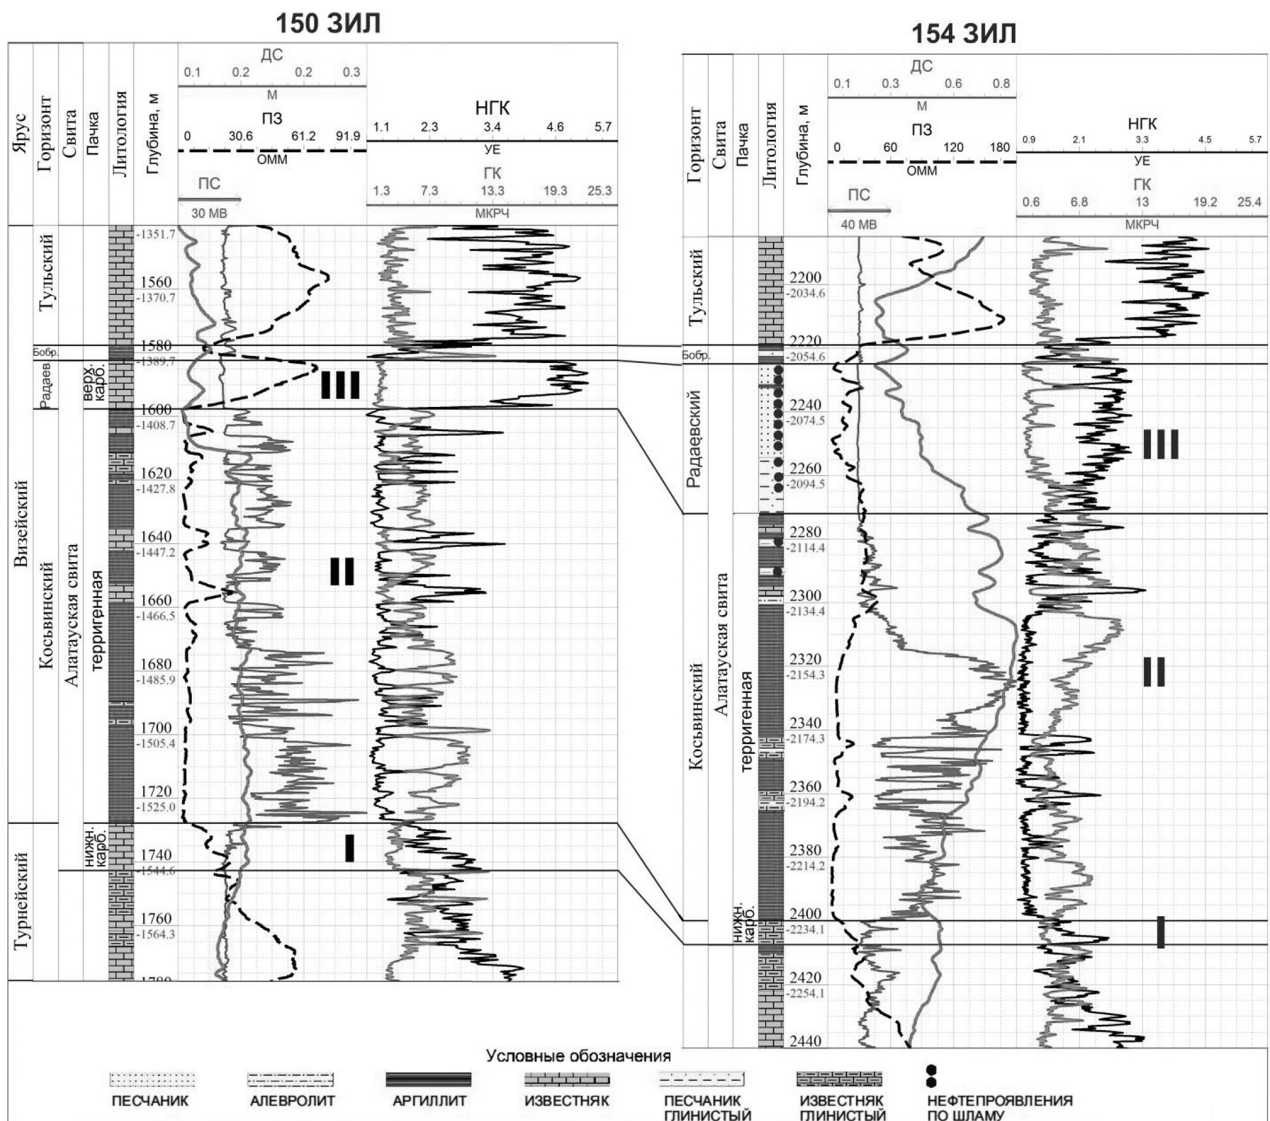 150 ЗИЛ
Ярус
Горизонт
Свита
Пачка
Литология
Глубина, м
ДС
0.1 0.2 0.2 0.3
М
ПЗ
0 30.6 61.2 91.9
ОММ
ПС
30 МВ
НГК
1.1 2.3 3.4 4.6 5.7
УЕ
ГК
1.3 7.3 13.3 19.3 25.3
МКРЧ
Визейский
Турнейский
Тульский
Бобр.
Радаев
Косьвинский
Алатауская свита
верх. карб.
терригенная
нижн. карб.
-1351.7
1560
-1370.7
1580
-1389.7
1600
-1408.7
1620
-1427.8
1640
-1447.2
1660
-1466.5
1680
-1485.9
1700
-1505.4
1720
-1525.0
1740
-1544.6
1760
-1564.3
1780
III
II
I
154 ЗИЛ
Горизонт
Свита
Пачка
Литология
Глубина, м
ДС
0.1 0.3 0.6 0.8
М
ПЗ
0 60 120 180
ОММ
ПС
40 МВ
НГК
0.9 2.1 3.3 4.5 5.7
УЕ
ГК
0.6 6.8 13 19.2 25.4
МКРЧ
Тульский
Бобр.
Радаевский
Косьвинский
Алатауская свита
терригенная
нижн. карб.
2200
-2034.6
2220
-2054.6
2240
-2074.5
2260
-2094.5
2280
-2114.4
2300
-2134.4
2320
-2154.3
2340
-2174.3
2360
-2194.2
2380
-2214.2
2400
-2234.1
2420
-2254.1
2440
III
II
I
Условные обозначения
ПЕСЧАНИК
АЛЕВРОЛИТ
АРГИЛЛИТ
ИЗВЕСТНЯК
ПЕСЧАНИК
ГЛИНИСТЫЙ
ИЗВЕСТНЯК
ГЛИНИСТЫЙ
НЕФТЕПРОЯВЛЕНИЯ
ПО ШЛАМУ